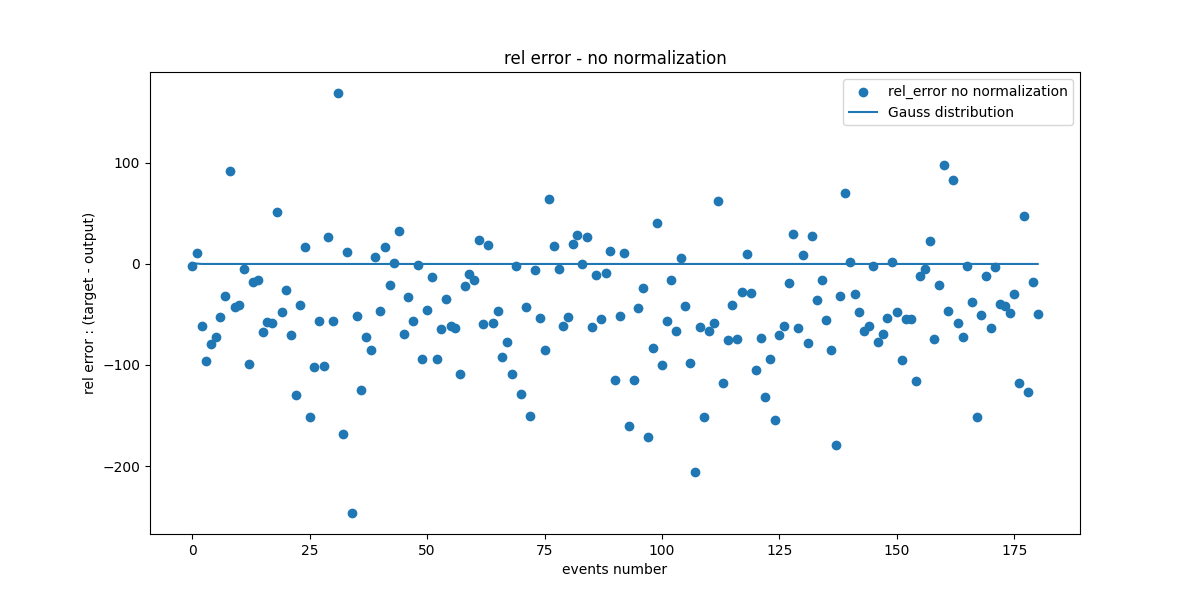 rel error - no normalization
rel_error no normalization
Gauss distribution
rel error : (target - output)
100
0
−100
−200
0 25 50 75 100 125 150 175
events number